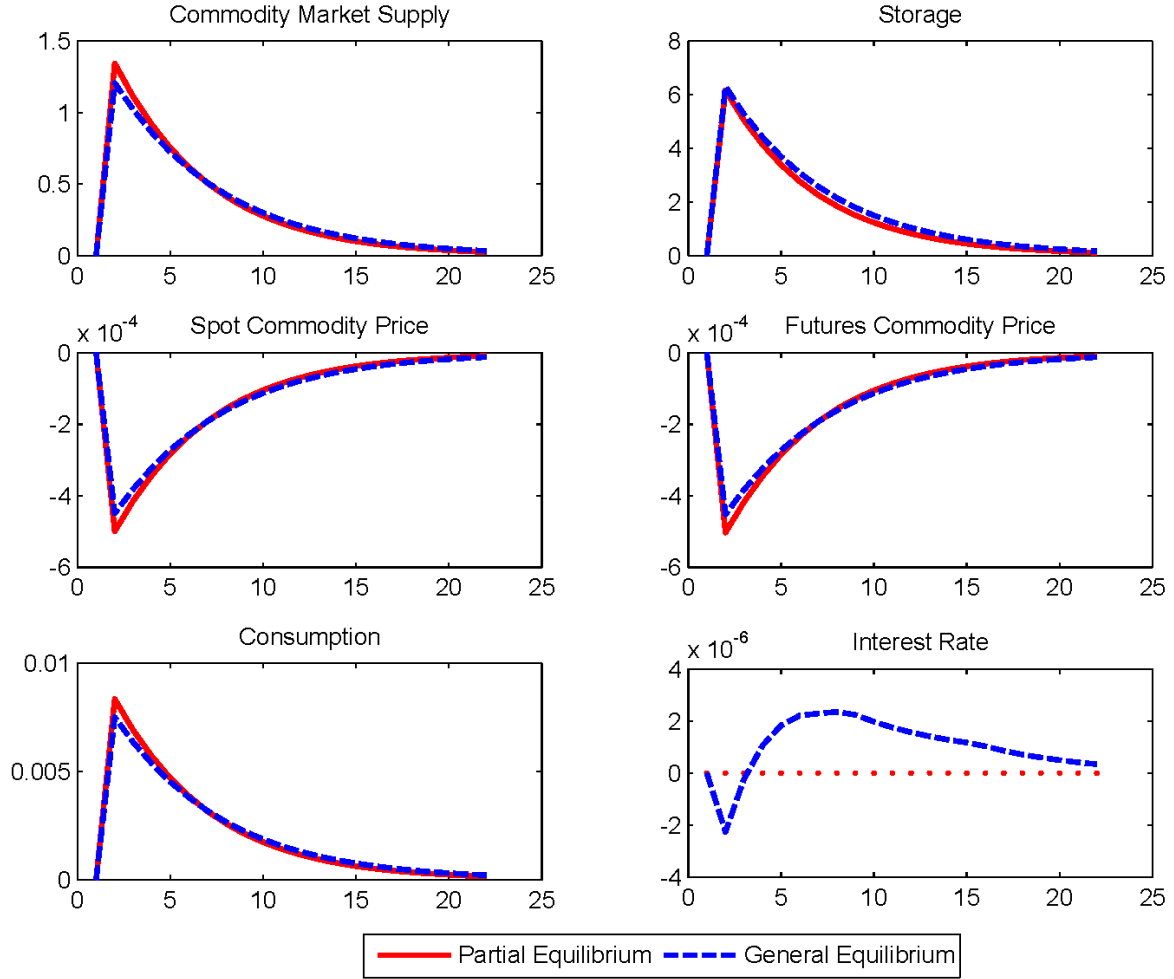 Commodity Market Supply
1.5
1
0.5
0
0 5 10 15 20 25
Storage
8
6
4
2
0
0 5 10 15 20 25
x 10-4
Spot Commodity Price
0
-2
-4
-6
0 5 10 15 20 25
x 10-4
Futures Commodity Price
0
-2
-4
-6
0 5 10 15 20 25
Consumption
0.01
0.005
0
0 5 10 15 20 25
x 10-6
Interest Rate
4
2
0
-2
-4
0 5 10 15 20 25
Partial Equilibrium General Equilibrium